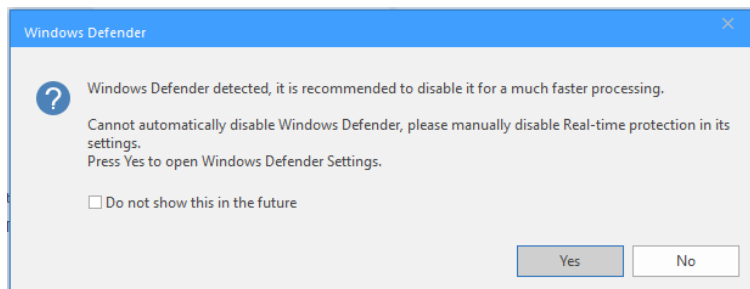 Windows Defender
Windows Defender detected, it is recommended to disable it for a much faster processing.
Cannot automatically disable Windows Defender, please manually disable Real-time protection in its
settings.
Press Yes to open Windows Defender Settings.
Do not show this in the future
Yes
No